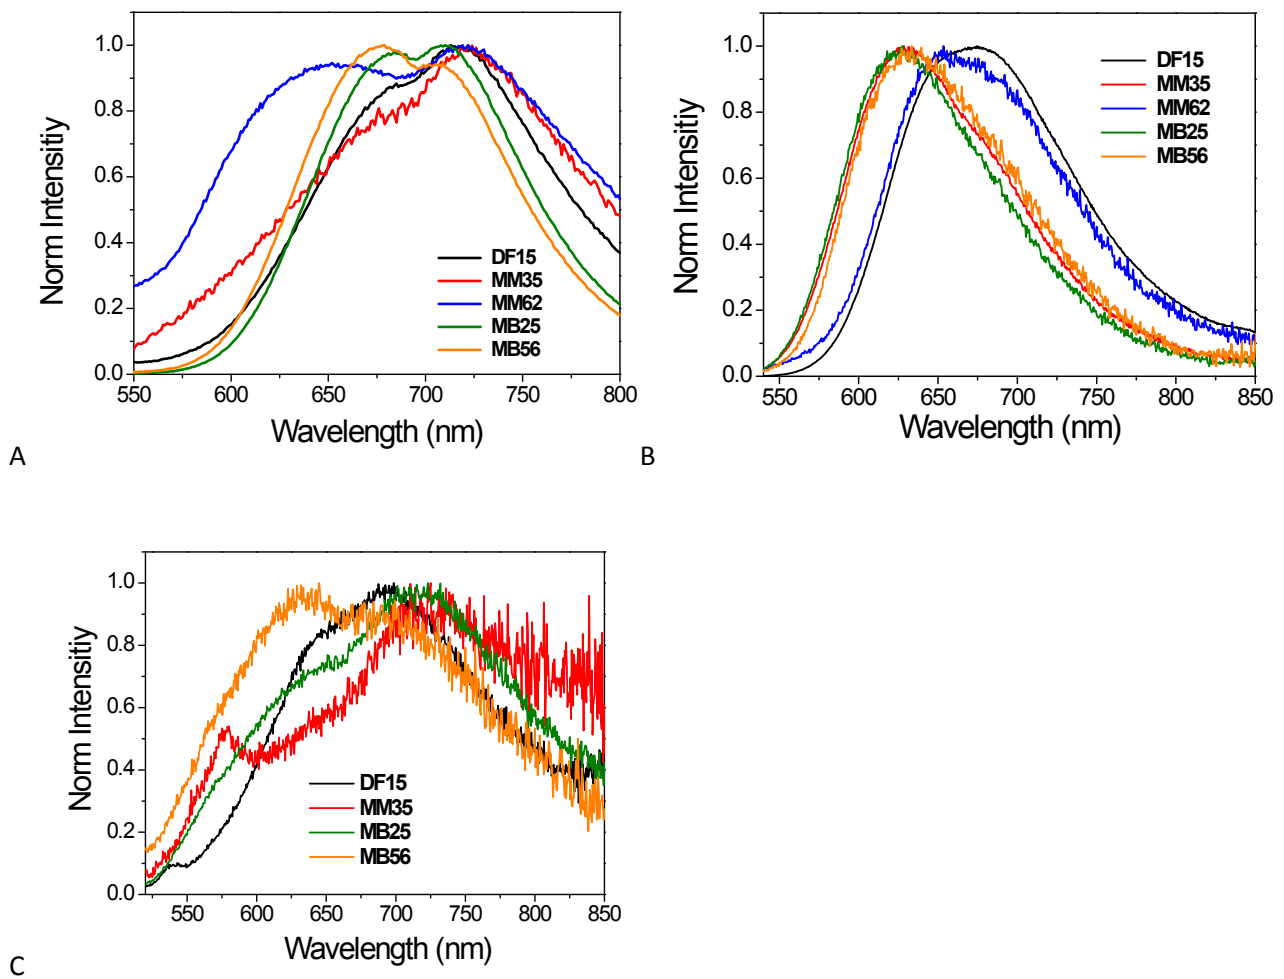 1.0
0.8
0.6
0.4
0.2
0.0
Norm Intensitiy
DF15
MM35
MM62
MB25
MB56
550 600 650 700 750 800
Wavelength (nm)
A
1.0
0.8
0.6
0.4
0.2
0.0
Norm Intensitiy
DF15
MM35
MM62
MB25
MB56
550 600 650 700 750 800 850
Wavelength (nm)
B
1.0
0.8
0.6
0.4
0.2
0.0
Norm Intensitiy
DF15
MM35
MB25
MB56
550 600 650 700 750 800 850
Wavelength (nm)
C